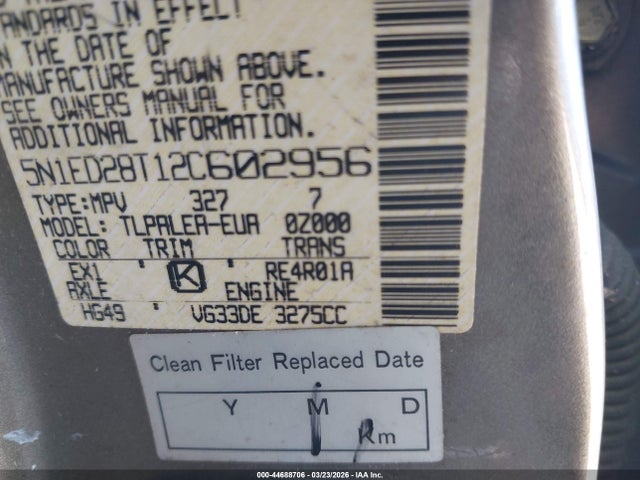 STANDARDS IN EFFECT
ON THE DATE OF
MANUFACTURE SHOWN ABOVE.
SEE OWNERS MANUAL FOR
ADDITIONAL INFORMATION.
5N1ED28T12C602956
TYPE:MPV 327 7
MODEL: TLPALEA-EUA 0Z000
COLOR TRIM TRANS
EX1 ' K ' RE4R01A
AXLE ENGINE
HG49 ' VG33DE 3275CC
Clean Filter Replaced Date
Y M D
Km
000-44688706 - 03/23/2026 - IAA Inc.